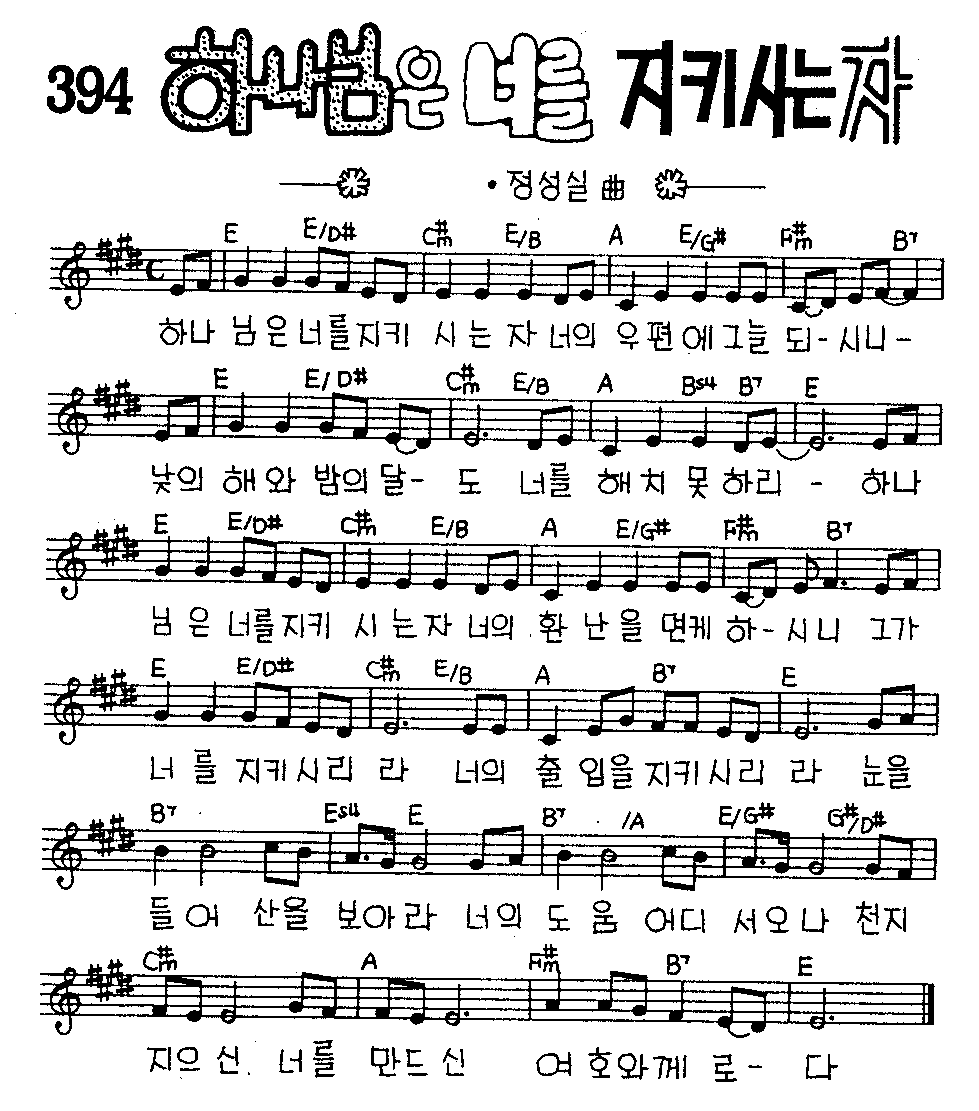 394 하나님은 너를 지키시는 자
• 정성실 曲
E E/D# C#m E/B A E/G# F#m B7
하나 님 은 너를지키 시 는 자 너의 우 편 에그늘 되- 시니-
E E/D# C#m E/B A Bsu4 B7 E
낮의 해 와 밤의 달- 도 너를 해 치 못 하리 - 하나
E E/D# C#m E/B A E/G# F#m B7
님 은 너를지키 시 는자 너의 환 난 을 면케 하- 시 니 그가
E E/D# C#m E/B A B7 E
너 를 지키시리 라 너의 출 입을지키시리 라 눈을
B7 Esu4 E B7 /A E/G# G#/D#
들 어 산을 보아 라 너의 도 움 어디 서오나 천지
C#m A F#m B7 E
지으 신. 너를 만드 신 여 호와께 로- 다